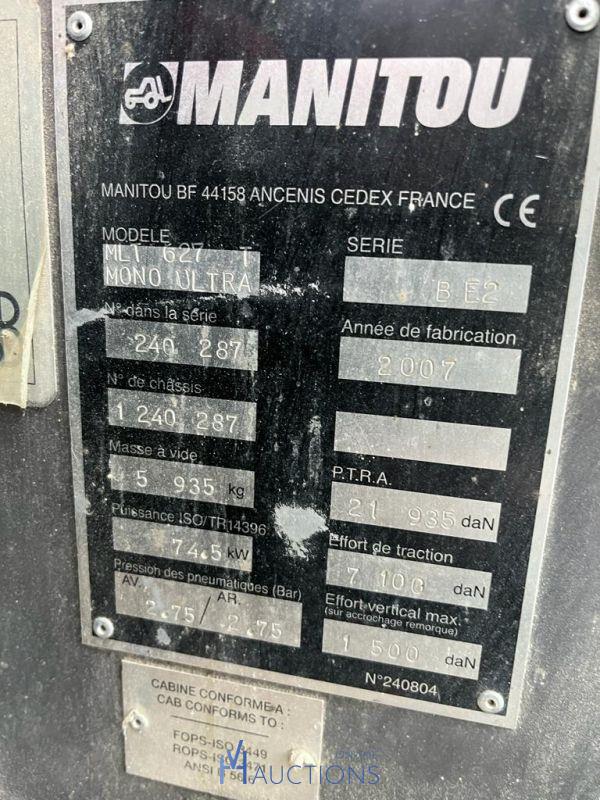 MANITOU
MANITOU BF 44158 ANCENIS CEDEX FRANCE CE
MODELE
MLT 627 T
MONO ULTRA
SERIE
B E2
N° dans la série
240 287
Année de fabrication
2007
N° de châssis
1 240 287
Masse à vide
5 935 kg
P.T.R.A.
21 935 daN
Puissance ISO/TR14396
74.5 kW
Effort de traction
7 100 daN
Pression des pneumatiques (Bar)
AV. AR.
2.75 / 2.75
Effort vertical max.
(sur accrochage remorque)
1 500 daN
N°240804
CABINE CONFORME A :
CAB CONFORMS TO :
FOPS-ISO 3449
ROPS-ISO 3471
ANSI
AUCTIONS